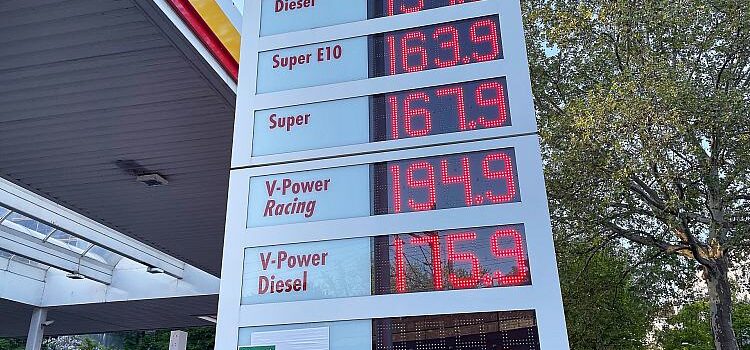 Diesel
Super E10 163.9
Super 167.9
V-Power
Racing 194.9
V-Power
Diesel 175.9